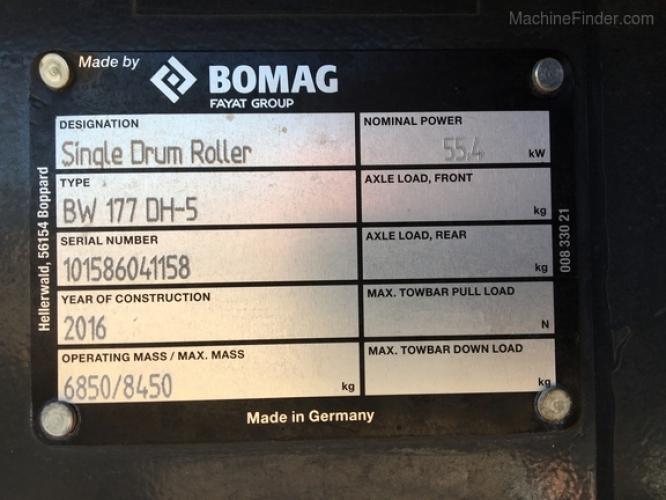 MachineFinder.com
Made by
BOMAG
FAYAT GROUP
DESIGNATION
Single Drum Roller
NOMINAL POWER
55.4 kW
TYPE
BW 177 DH-5
AXLE LOAD, FRONT
kg
SERIAL NUMBER
101586041158
AXLE LOAD, REAR
kg
YEAR OF CONSTRUCTION
2016
MAX. TOWBAR PULL LOAD
N
OPERATING MASS / MAX. MASS
6850/8450 kg
MAX. TOWBAR DOWN LOAD
kg
Made in Germany
Hellerwald, 56154 Boppard
008 330 21